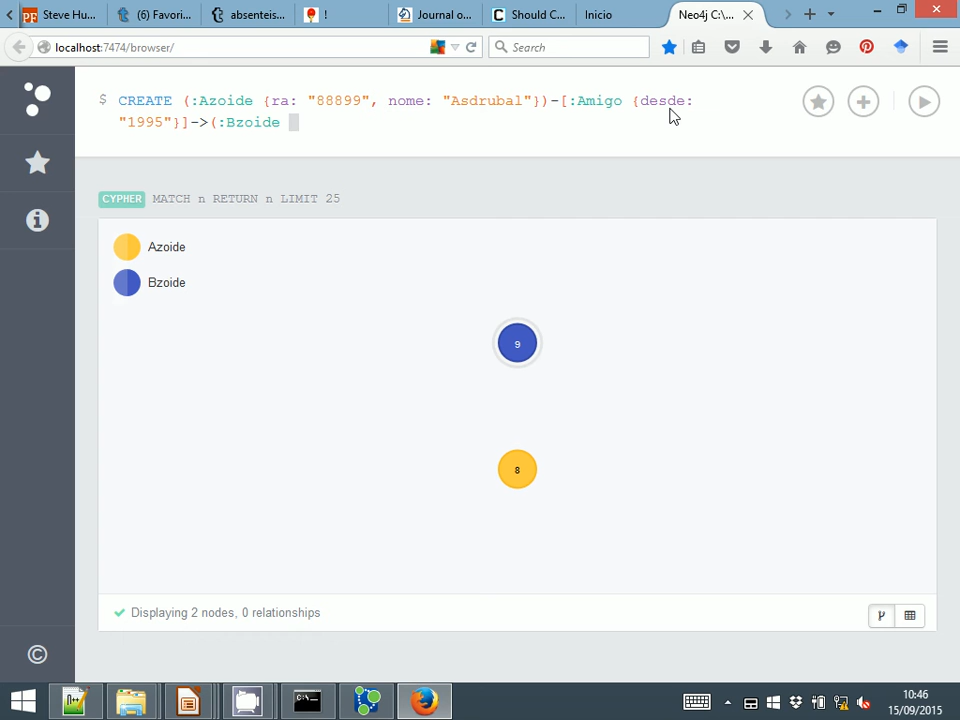 Steve Hu...
(6) Favori...
absenteis...
!
Journal o...
Should C...
Inicio
Neo4j C:\...
localhost:7474/browser/
Search
$ CREATE (:Azoide {ra: "88899", nome: "Asdrubal"})-[:Amigo {desde:
"1995"}]->(:Bzoide
CYPHER MATCH n RETURN n LIMIT 25
Azoide
Bzoide
9
8
Displaying 2 nodes, 0 relationships
10:46
15/09/2015